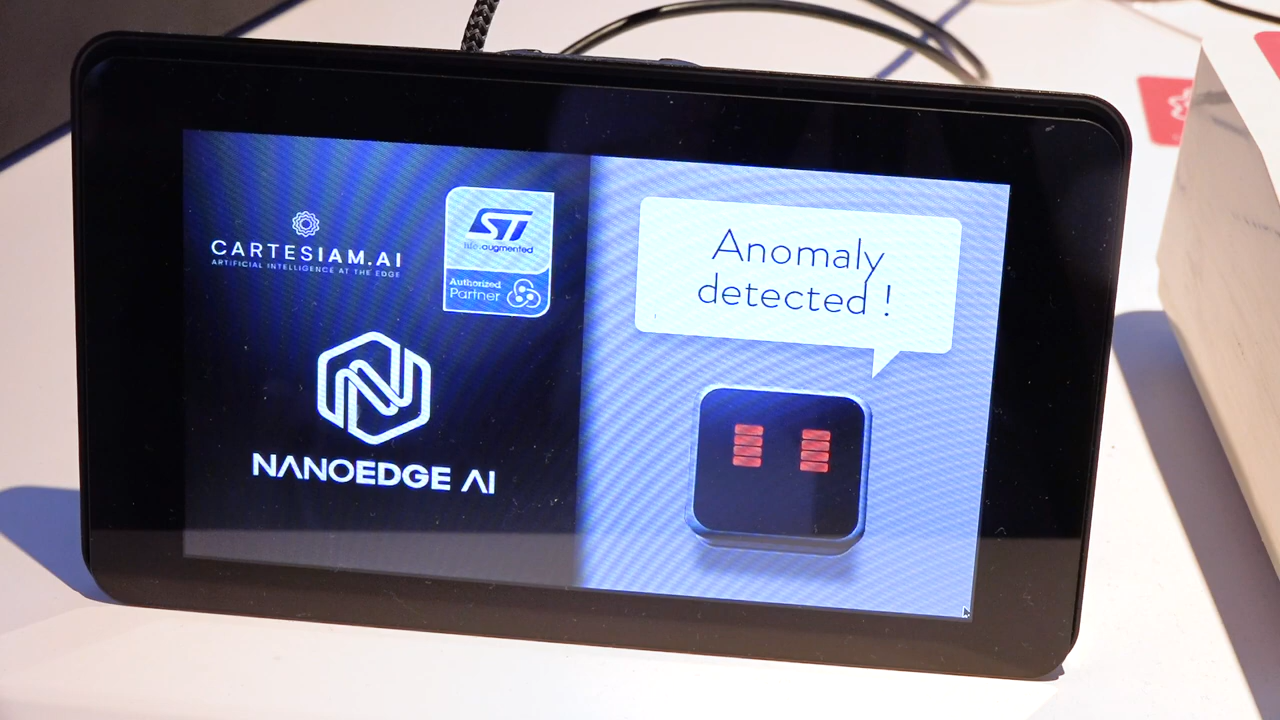 CARTESIAM.AI
ARTIFICIAL INTELLIGENCE AT THE EDGE
ST
life.augmented
Authorized
Partner
NANOEDGE AI
Anomaly
detected !